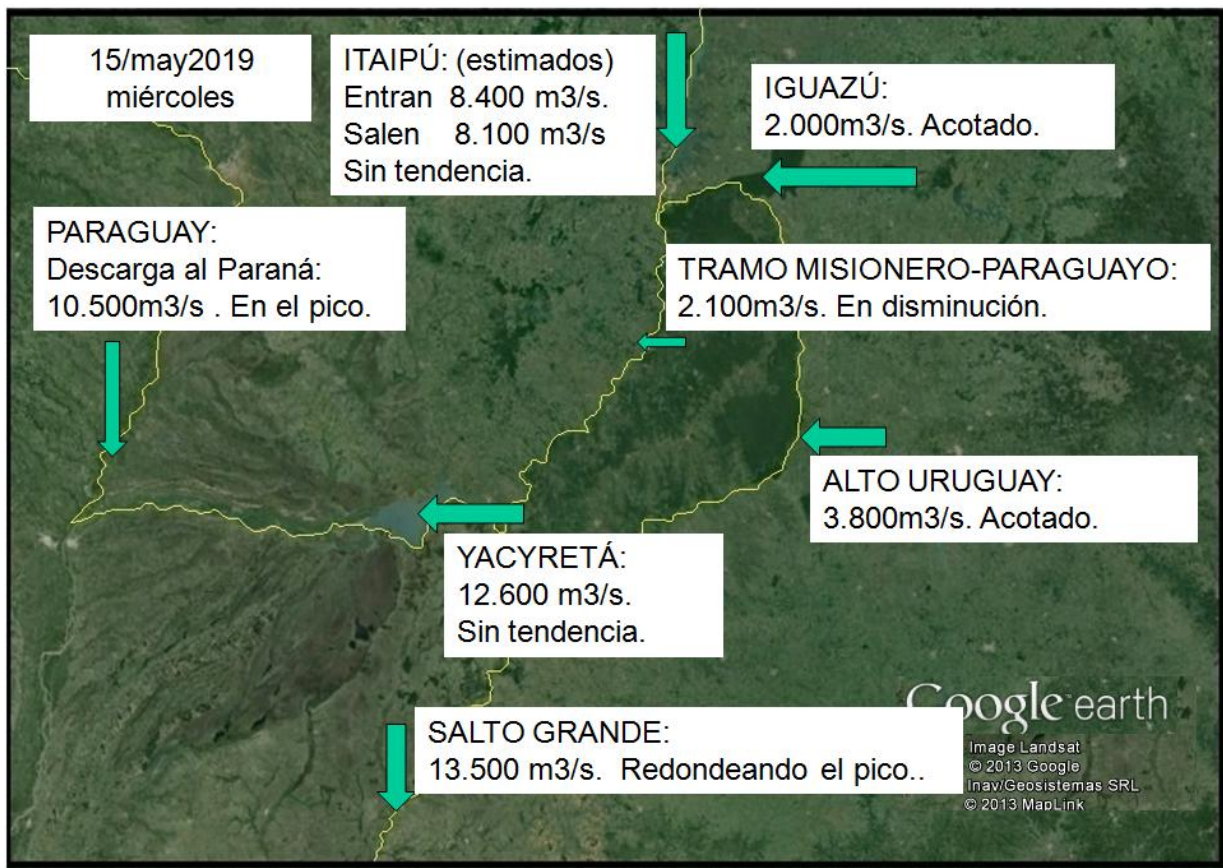 15/may2019
miércoles
ITAIPÚ: (estimados)
Entran 8.400 m3/s.
Salen 8.100 m3/s
Sin tendencia.
IGUAZÚ:
2.000m3/s. Acotado.
PARAGUAY:
Descarga al Paraná:
10.500m3/s . En el pico.
TRAMO MISIONERO-PARAGUAYO:
2.100m3/s. En disminución.
ALTO URUGUAY:
3.800m3/s. Acotado.
YACYRETÁ:
12.600 m3/s.
Sin tendencia.
SALTO GRANDE:
13.500 m3/s. Redondeando el pico..
Google earth
Image Landsat
© 2013 Google
Inav/Geosistemas SRL
© 2013 MapLink